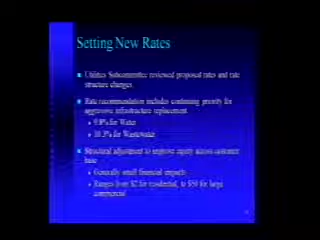 Setting New Rates
Utilities Subcommittee reviewed proposed rates and rate
structure changes
Rate recommendation includes continuing priority for
aggressive infrastructure replacement
9.8% for Water
10.3% for Wastewater
Structural adjustment to improve equity across customer
base
Generally small financial impacts
Ranges from $2 for residential, to $50 for large
commercial